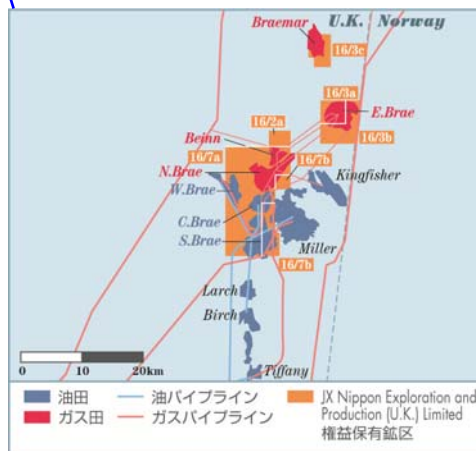 U.K. Norway
Braemar
16/3c
16/3a
E.Brae
16/2a
16/3b
Beinn
16/7a
16/7b
N.Brae
Kingfisher
W.Brae
C.Brae
S.Brae
Miller
16/7b
Larch
Birch
Tiffany
0 10 20km
油田
ガス田
油パイプライン
ガスパイプライン
JX Nippon Exploration and
Production (U.K.) Limited
権益保有鉱区